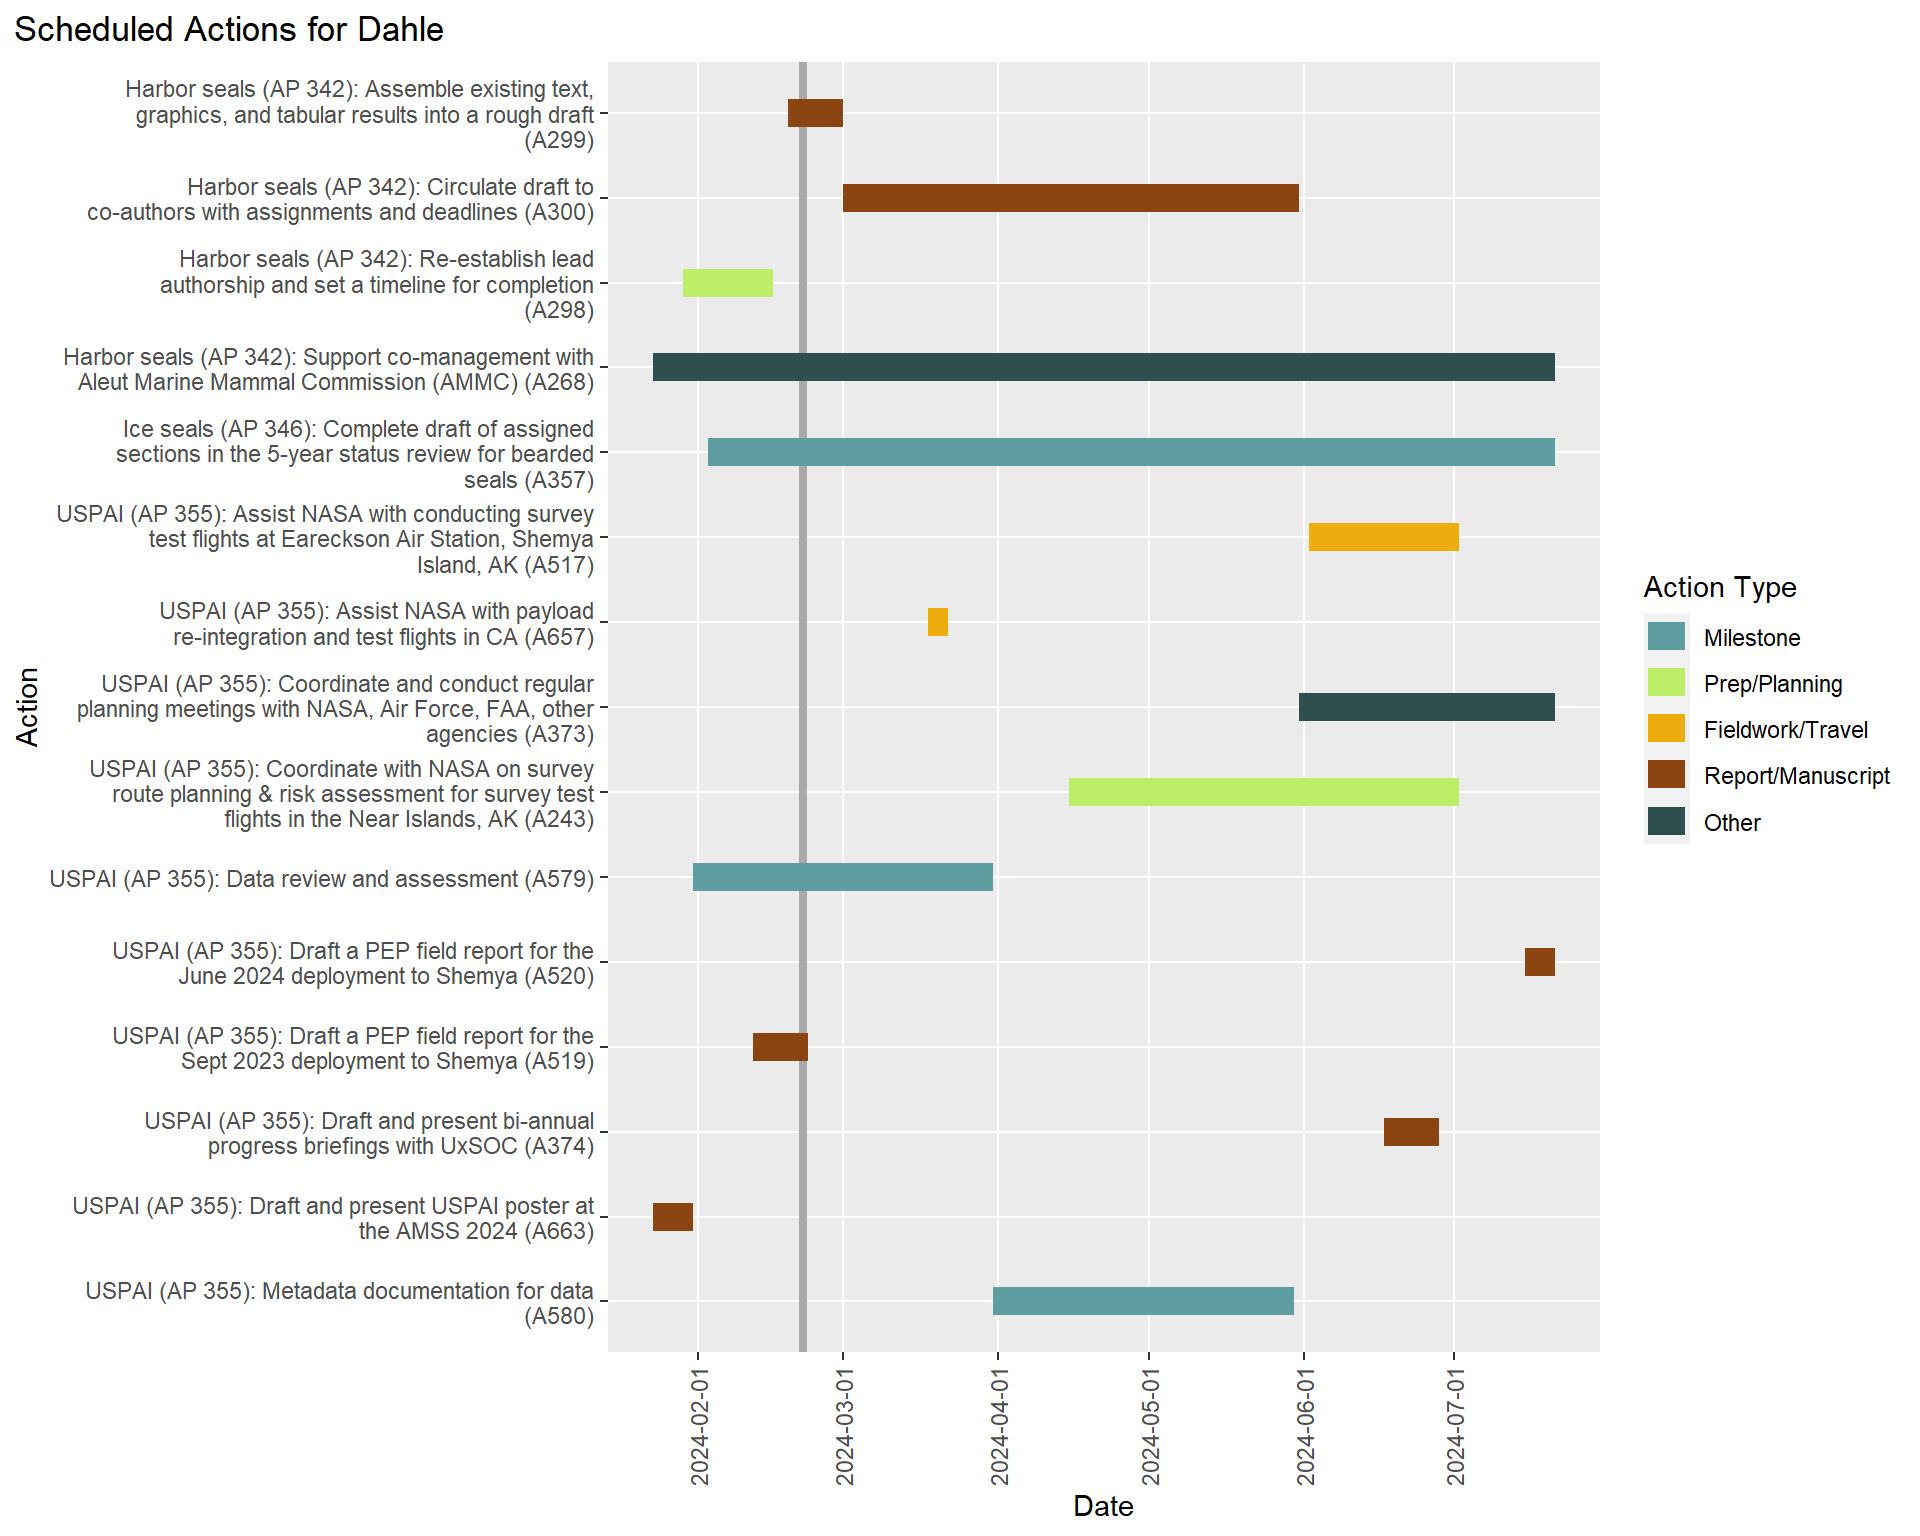 Scheduled Actions for Dahle
Harbor seals (AP 342): Assemble existing text,
graphics, and tabular results into a rough draft
(A299)
Harbor seals (AP 342): Circulate draft to
co-authors with assignments and deadlines (A300)
Harbor seals (AP 342): Re-establish lead
authorship and set a timeline for completion
(A298)
Harbor seals (AP 342): Support co-management with
Aleut Marine Mammal Commission (AMMC) (A268)
Ice seals (AP 346): Complete draft of assigned
sections in the 5-year status review for bearded
seals (A357)
USPAI (AP 355): Assist NASA with conducting survey
test flights at Eareckson Air Station, Shemya
Island, AK (A517)
USPAI (AP 355): Assist NASA with payload
re-integration and test flights in CA (A657)
USPAI (AP 355): Coordinate and conduct regular
planning meetings with NASA, Air Force, FAA, other
agencies (A373)
USPAI (AP 355): Coordinate with NASA on survey
route planning & risk assessment for survey test
flights in the Near Islands, AK (A243)
USPAI (AP 355): Data review and assessment (A579)
USPAI (AP 355): Draft a PEP field report for the
June 2024 deployment to Shemya (A520)
USPAI (AP 355): Draft a PEP field report for the
Sept 2023 deployment to Shemya (A519)
USPAI (AP 355): Draft and present bi-annual
progress briefings with UxSOC (A374)
USPAI (AP 355): Draft and present USPAI poster at
the AMSS 2024 (A663)
USPAI (AP 355): Metadata documentation for data
(A580)
Action
2024-02-01
2024-03-01
2024-04-01
2024-05-01
2024-06-01
2024-07-01
Date
Action Type
Milestone
Prep/Planning
Fieldwork/Travel
Report/Manuscript
Other